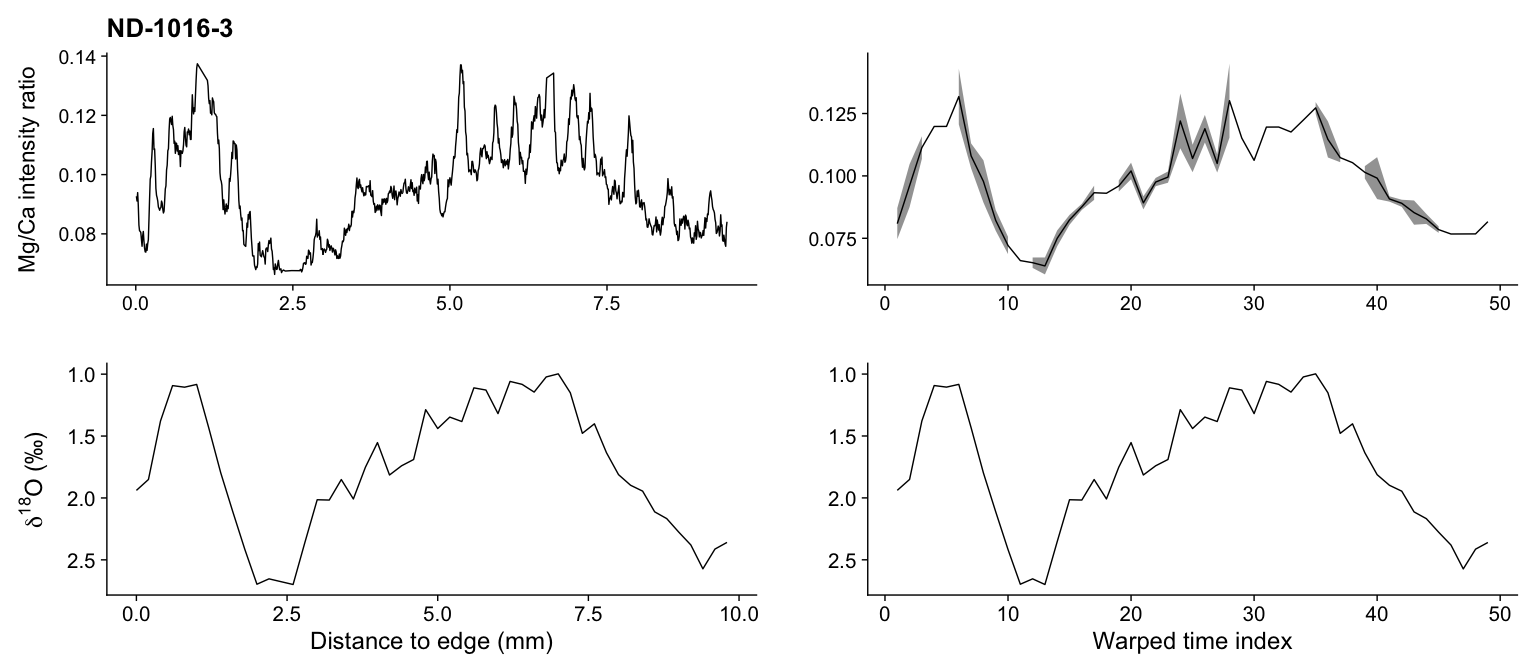 ND-1016-3
Mg/Ca intensity ratio
0.14
0.12
0.10
0.08
0.0 2.5 5.0 7.5
0.125
0.100
0.075
0 10 20 30 40 50
δ¹⁸O (‰)
1.0
1.5
2.0
2.5
0.0 2.5 5.0 7.5 10.0
Distance to edge (mm)
1.0
1.5
2.0
2.5
0 10 20 30 40 50
Warped time index